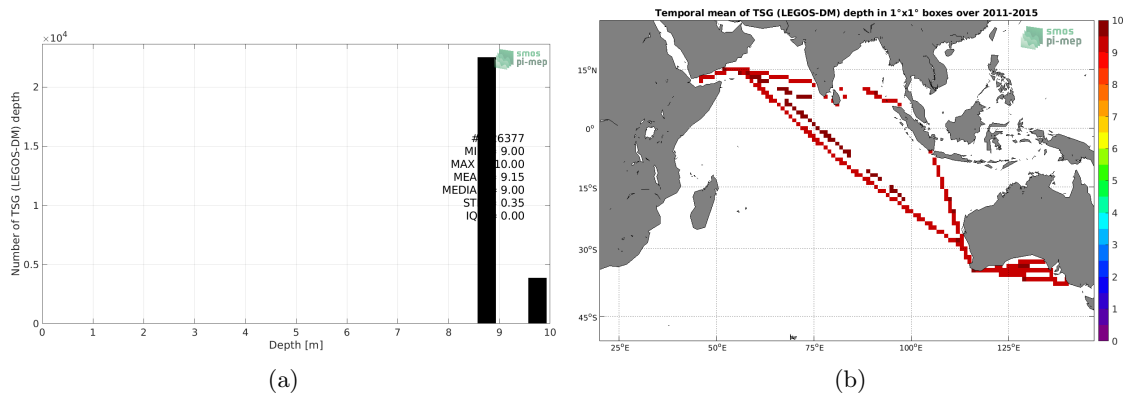 ×10⁴
2
1.5
1
0.5
0
0 1 2 3 4 5 6 7 8 9 10
Depth [m]
Number of TSG (LEGOS-DM) depth
smos
pi-mep
9.00
MAX 10.00
9.15
9.00
0.35
0.00
(a)
Temporal mean of TSG (LEGOS-DM) depth in 1°x1° boxes over 2011-2015
smos
pi-mep
15°N
0°
15°S
30°S
45°S
25°E 50°E 75°E 100°E 125°E
10
9
8
7
6
5
4
3
2
1
0
(b)